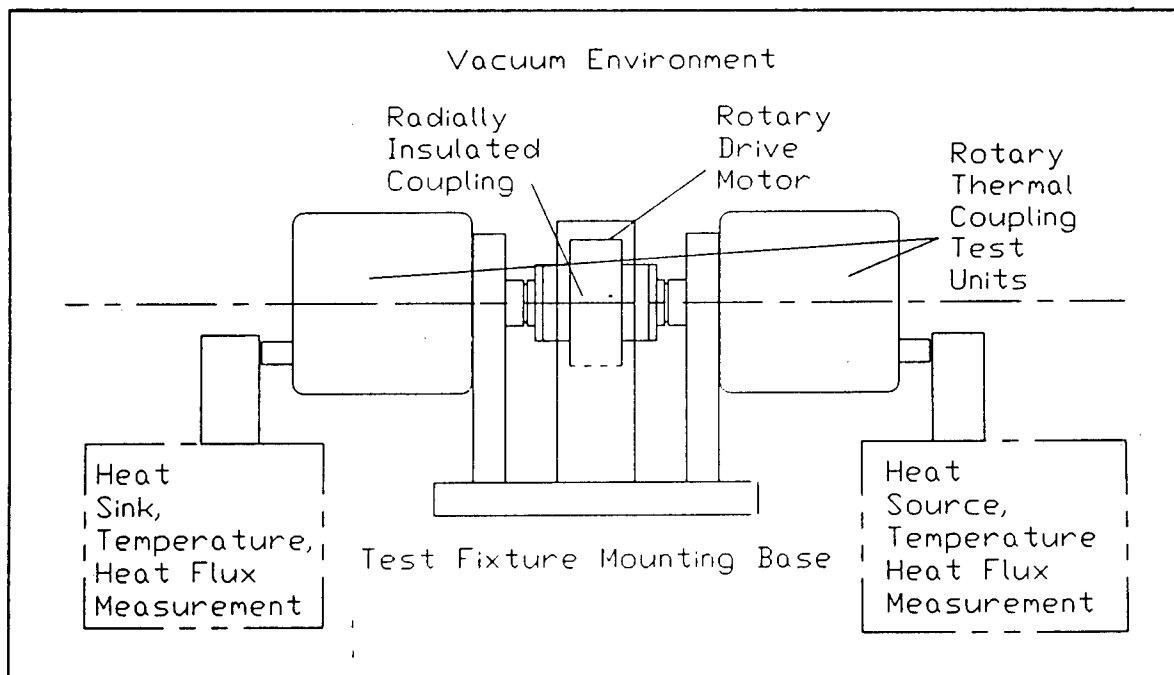 Vacuum Environment
Radially
Insulated
Coupling
Rotary
Drive
Motor
Rotary
Thermal
Coupling
Test
Units
Heat
Sink,
Temperature,
Heat Flux
Measurement
Test Fixture Mounting Base
Heat
Source,
Temperature
Heat Flux
Measurement